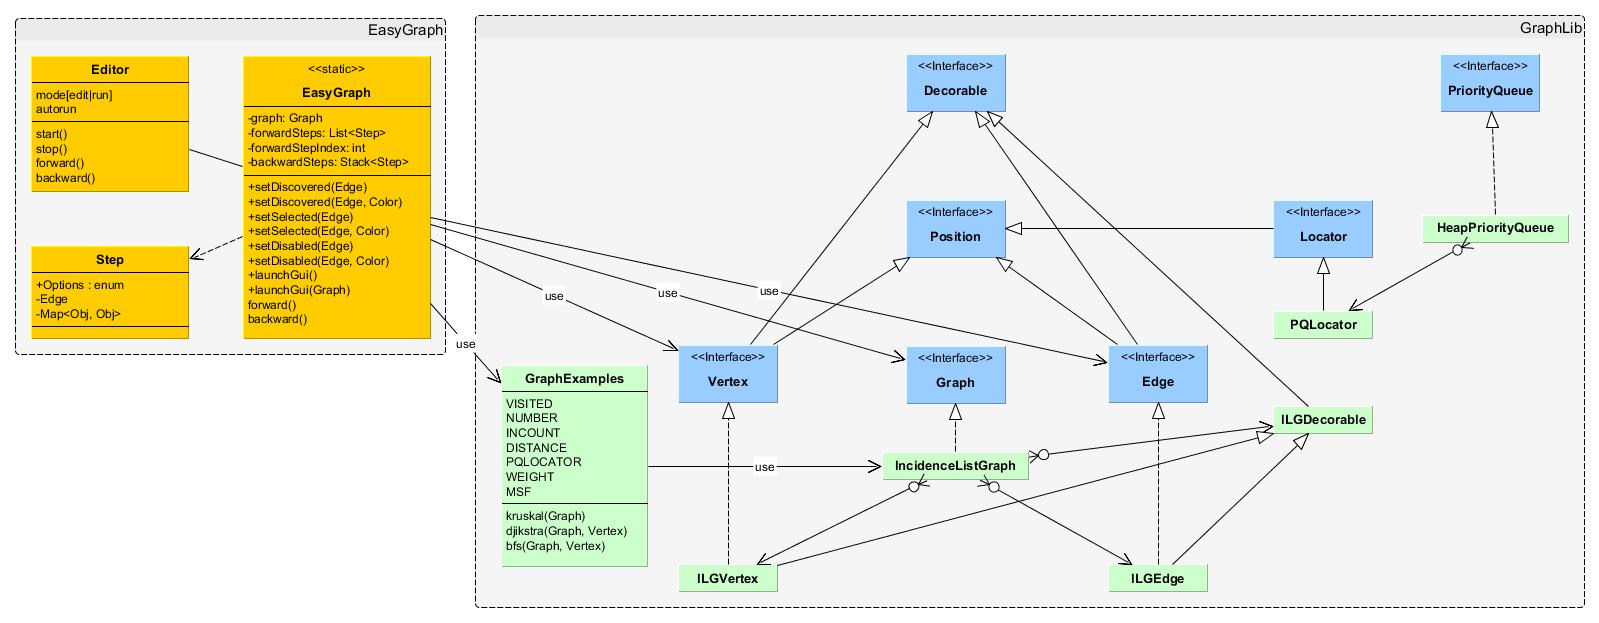 EasyGraph
Editor
mode[edit|run]
autorun
start()
stop()
forward()
backward()
<<static>>
EasyGraph
-graph: Graph
-forwardSteps: List<Step>
-forwardStepIndex: int
-backwardSteps: Stack<Step>
+setDiscovered(Edge)
+setDiscovered(Edge, Color)
+setSelected(Edge)
+setSelected(Edge, Color)
+setDisabled(Edge)
+setDisabled(Edge, Color)
+launchGui()
+launchGui(Graph)
forward()
backward()
Step
+Options : enum
-Edge
-Map<Obj, Obj>
GraphLib
<<Interface>>
Decorable
<<Interface>>
PriorityQueue
<<Interface>>
Position
<<Interface>>
Locator
HeapPriorityQueue
use
use
use
use
PQLocator
<<Interface>>
Vertex
<<Interface>>
Graph
<<Interface>>
Edge
GraphExamples
VISITED
NUMBER
INCOUNT
DISTANCE
PQLOCATOR
WEIGHT
MSF
kruskal(Graph)
djikstra(Graph, Vertex)
bfs(Graph, Vertex)
ILGDecorable
use
IncidenceListGraph
ILGVertex
ILGEdge